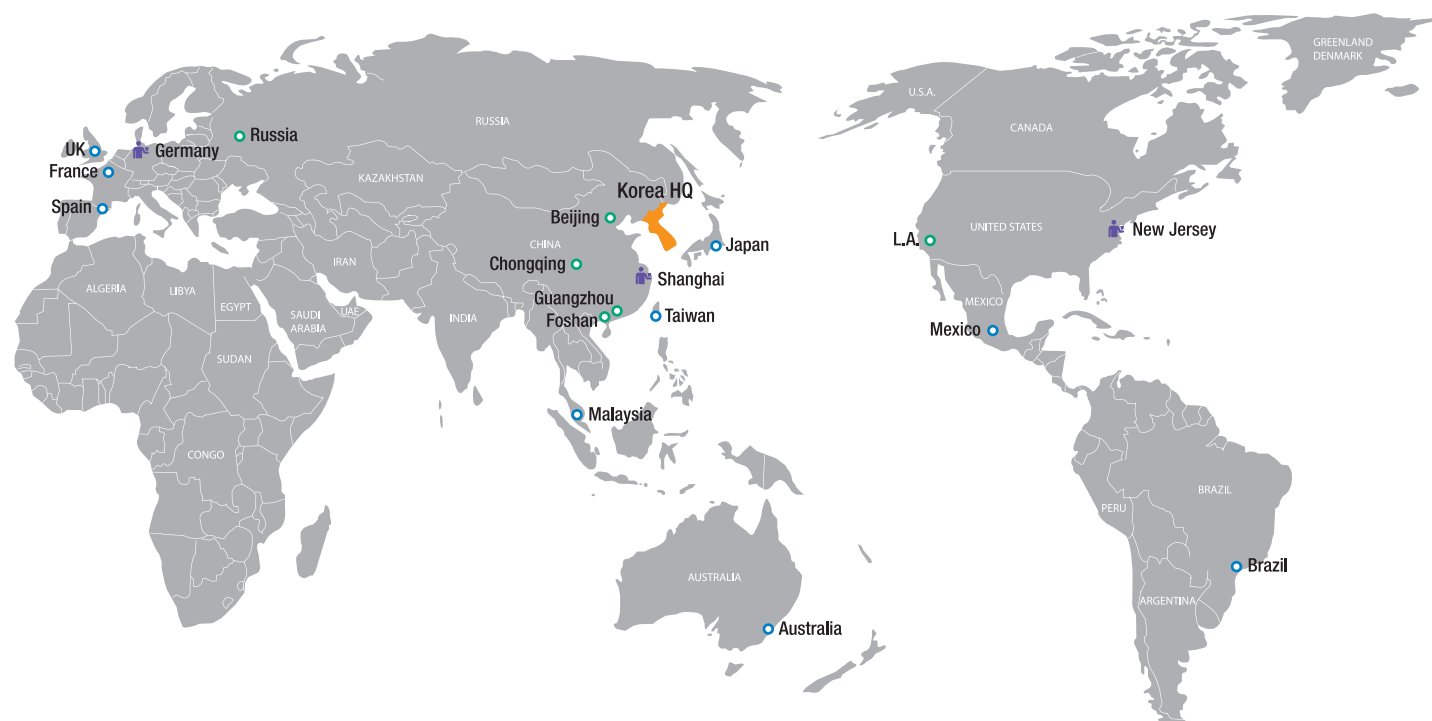 GREENLAND
DENMARK
U.S.A.
RUSSIA
CANADA
Russia
UK
Germany
France
KAZAKHSTAN
Korea HQ
Spain
Beijing
UNITED STATES
New Jersey
L.A.
CHINA
Japan
IRAN
Chongqing
Shanghai
ALGERIA
LIBYA
EGYPT
SAUDI
ARABIA
UAE
INDIA
Guangzhou
Foshan
Taiwan
MEXICO
Mexico
SUDAN
Malaysia
CONGO
BRAZIL
PERU
Brazil
AUSTRALIA
ARGENTINA
Australia